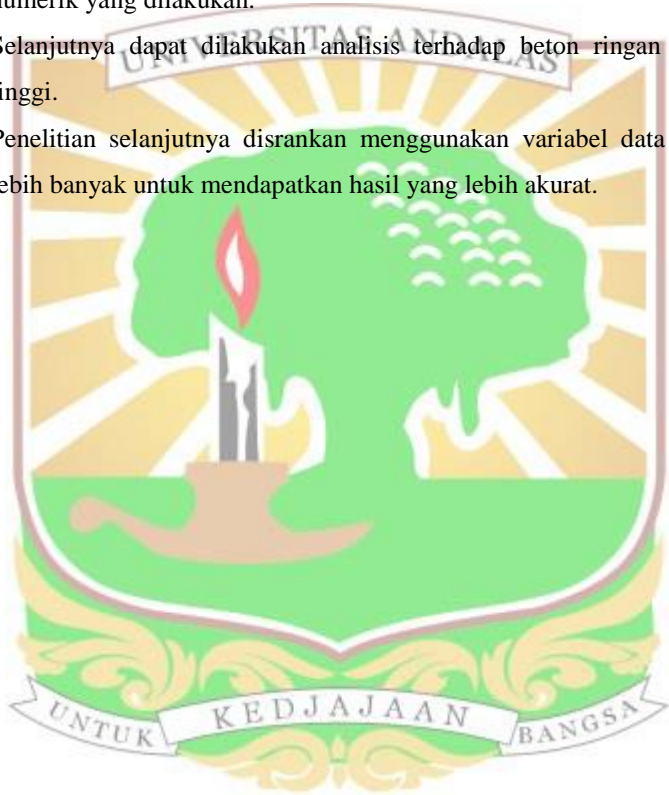 numerik yang dilakukan.
Selanjutnya dapat dilakukan analisis terhadap beton ringan
UNIVERSITAS ANDALAS
tinggi.
Penelitian selanjutnya disrankan menggunakan variabel data
lebih banyak untuk mendapatkan hasil yang lebih akurat.
UNTUK KEDJAJAAN BANGSA